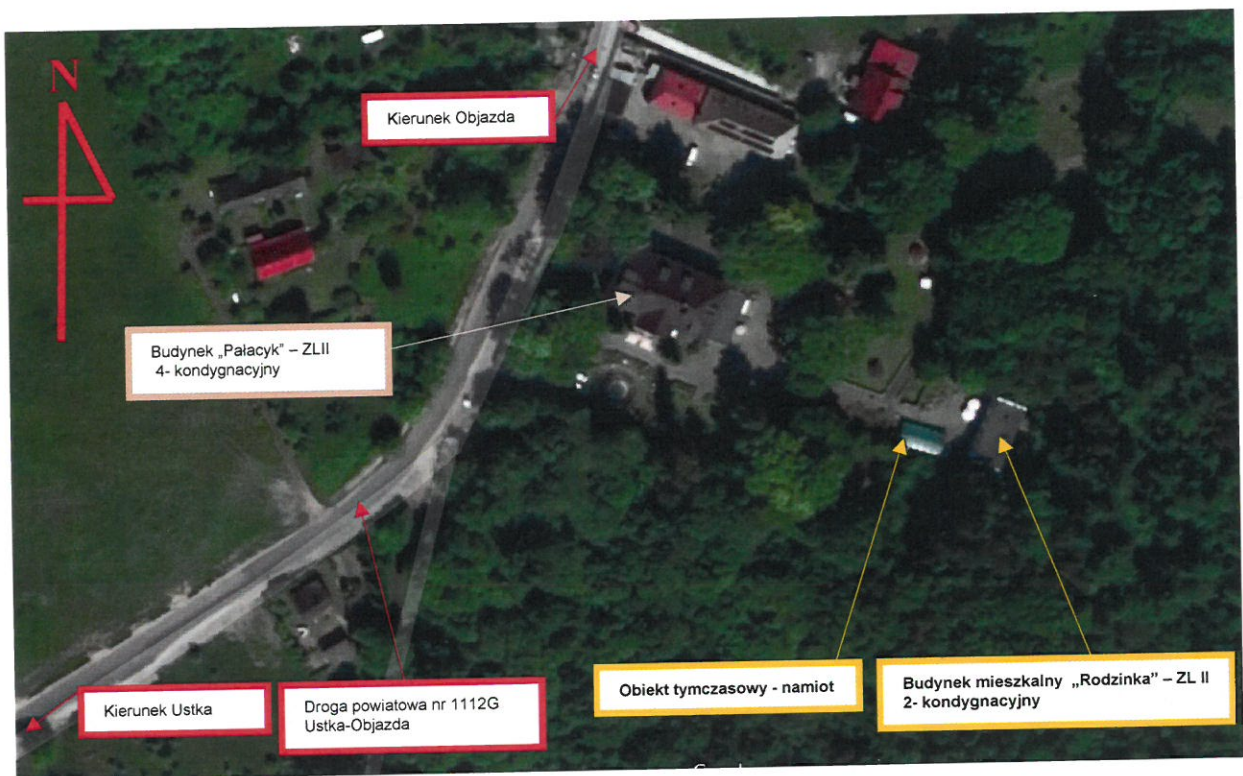 N
Kierunek Objazda
Budynek „Pałacyk” – ZLII
4- kondygnacyjny
Kierunek Ustka
Droga powiatowa nr 1112G
Ustka-Objazda
Obiekt tymczasowy - namiot
Budynek mieszkalny „Rodzinka” – ZL II
2- kondygnacyjny